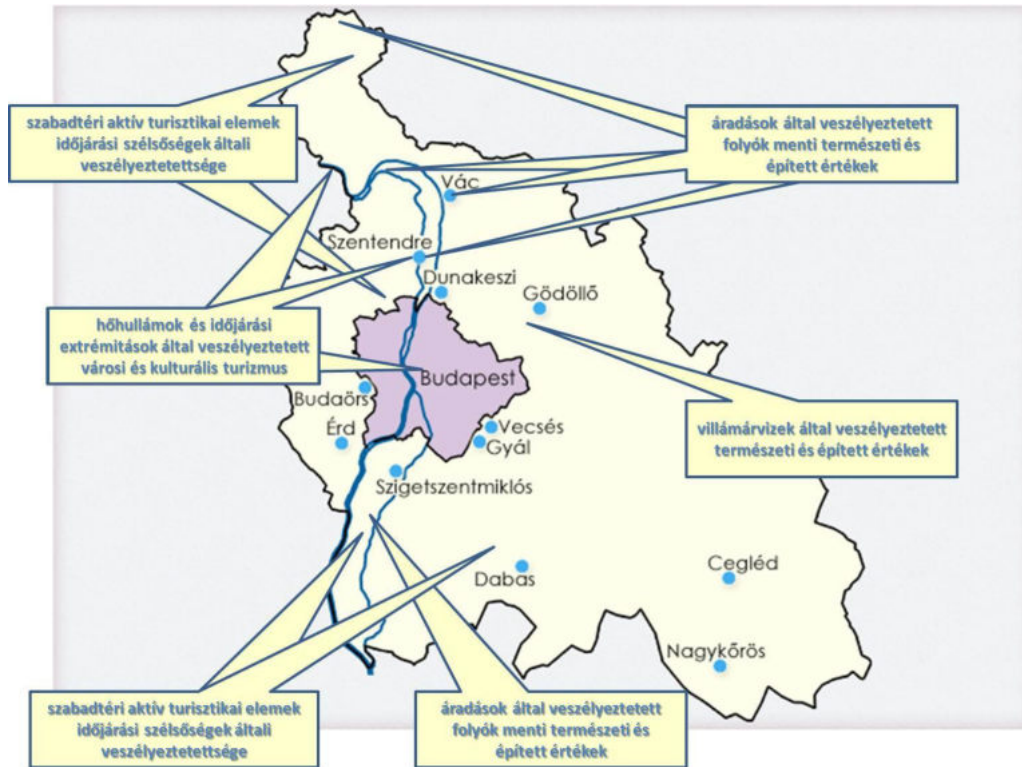 szabadtéri aktív turisztikai elemek
időjárási szélsőségek általi
veszélyeztetettsége
áradások által veszélyeztetett
folyók menti természeti és
épített értékek
Vác
Szentendre
Dunakeszi
Gödöllő
hőhullámok és időjárási
extrémitások által veszélyeztetett
városi és kulturális turizmus
Budapest
Budaörs
Érd
Vecsés
Gyál
villámárvizek által veszélyeztetett
természeti és épített értékek
Szigetszentmiklós
Dabas
Cegléd
Nagykőrös
szabadtéri aktív turisztikai elemek
időjárási szélsőségek általi
veszélyeztetettsége
áradások által veszélyeztetett
folyók menti természeti és
épített értékek